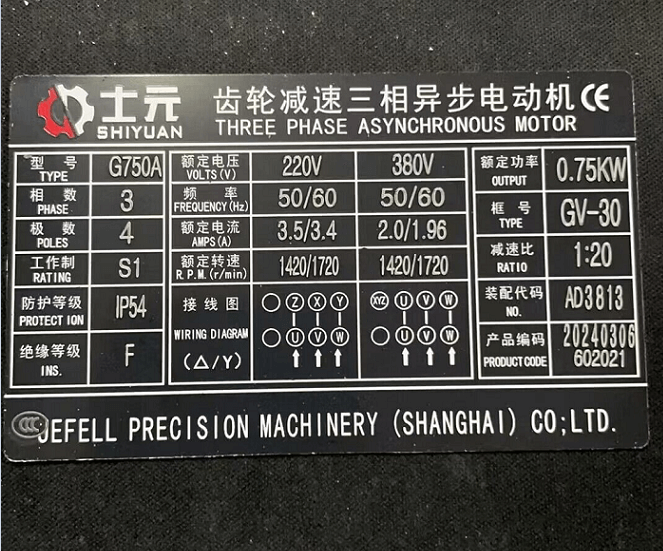 士元 齿轮减速三相异步电动机 CE
SHIYUAN THREE PHASE ASYNCHRONOUS MOTOR
型号 TYPE G750A 额定电压 VOLTS(V) 220V 380V 额定功率 OUTPUT 0.75KW
相数 PHASE 3 频率 FREQUENCY(Hz) 50/60 50/60 框号 TYPE GV-30
极数 POLES 4 额定电流 AMPS(A) 3.5/3.4 2.0/1.96 减速比 RATIO 1:20
工作制 RATING S1 额定转速 R.P.M.(r/min) 1420/1720 1420/1720 装配代码 NO. AD3813
防护等级 PROTECTION IP54 接线图 WIRING DIAGRAM (△/Y) Z X Y XYZ U V W 产品编码 PRODUCT CODE 20240306
绝缘等级 INS. F U V W U V W 602021
CCC JEFELL PRECISION MACHINERY (SHANGHAI) CO;LTD.